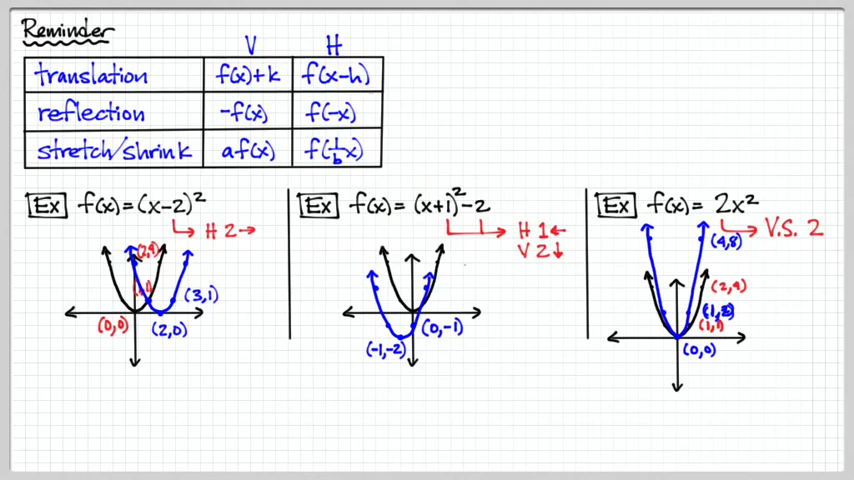 Reminder
V H
translation f(x)+k f(x-h)
reflection -f(x) f(-x)
stretch/shrink af(x) f(1/b x)
Ex f(x)=(x-2)²
H 2→
(2,4)
(1,1)
(3,1)
(0,0)
(2,0)
Ex f(x)=(x+1)²-2
H 1←
V 2↓
(0,-1)
(-1,-2)
Ex f(x)= 2x²
V.S. 2
(4,8)
(2,4)
(1,2)
(1,1)
(0,0)